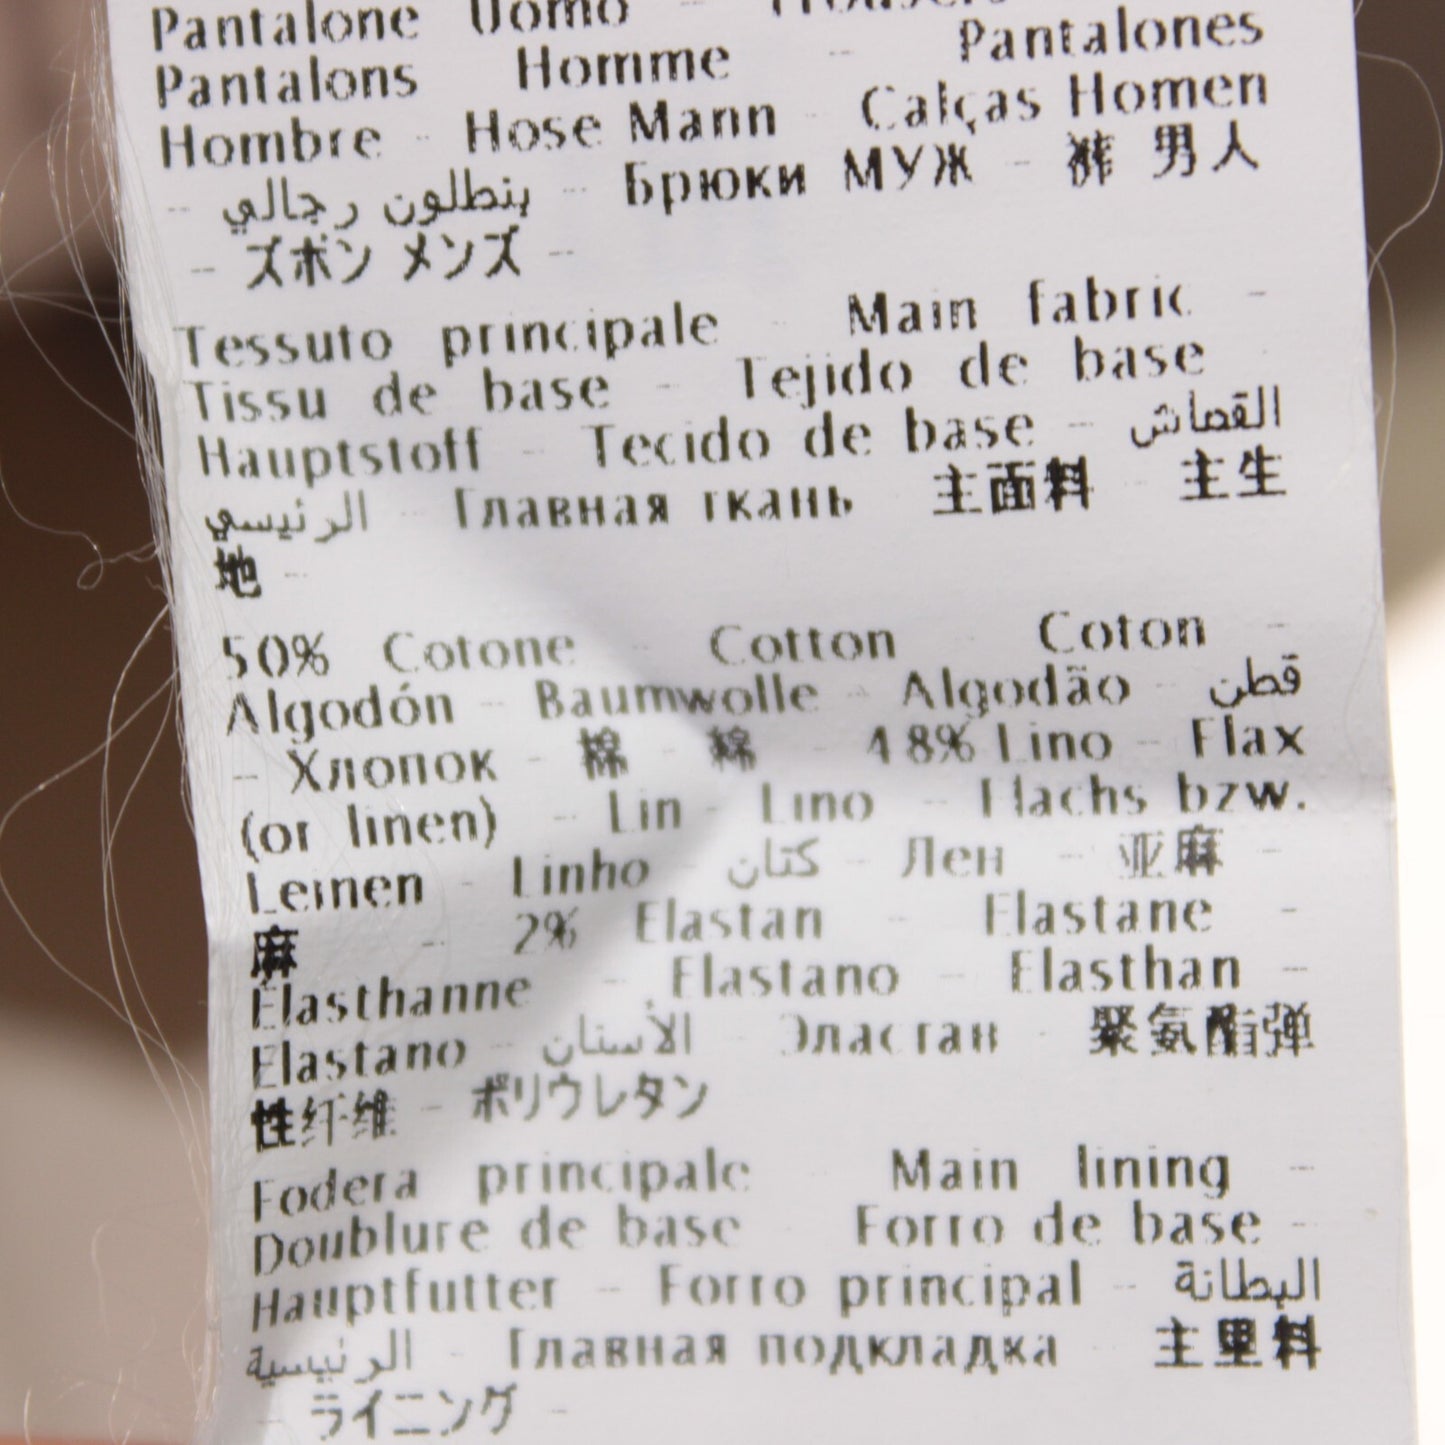 Pantalone Uomo - Trousers
Pantalons Homme - Pantalones
Hombre - Hose Mann - Calças Homen
- بنطلون رجالي - Брюки МУЖ - 裤 男人
- ズボン メンズ -
Tessuto principale - Main fabric -
Tissu de base - Tejido de base
Hauptstoff - Tecido de base - القماش
الرئيسي - Главная ткань 主面料 - 主生
地 -
50% Cotone - Cotton - Coton -
Algodón - Baumwolle - Algodão - قطن
- Хлопок - 棉 - 綿 - 48% Lino - Flax
(or linen) - Lin - Lino - Flachs bzw.
Leinen - Linho - كتان - Лен - 亚麻 -
麻 - 2% Elastan - Elastane -
Élasthanne - Elastano - Elasthan -
Elastano - الأستان - Эластан - 聚氨酯弹
性纤维 - ポリウレタン
Fodera principale - Main lining -
Doublure de base - Forro de base -
Hauptfutter - Forro principal - البطانة
الرئيسية - Главная подкладка - 主里料
- ライニング -